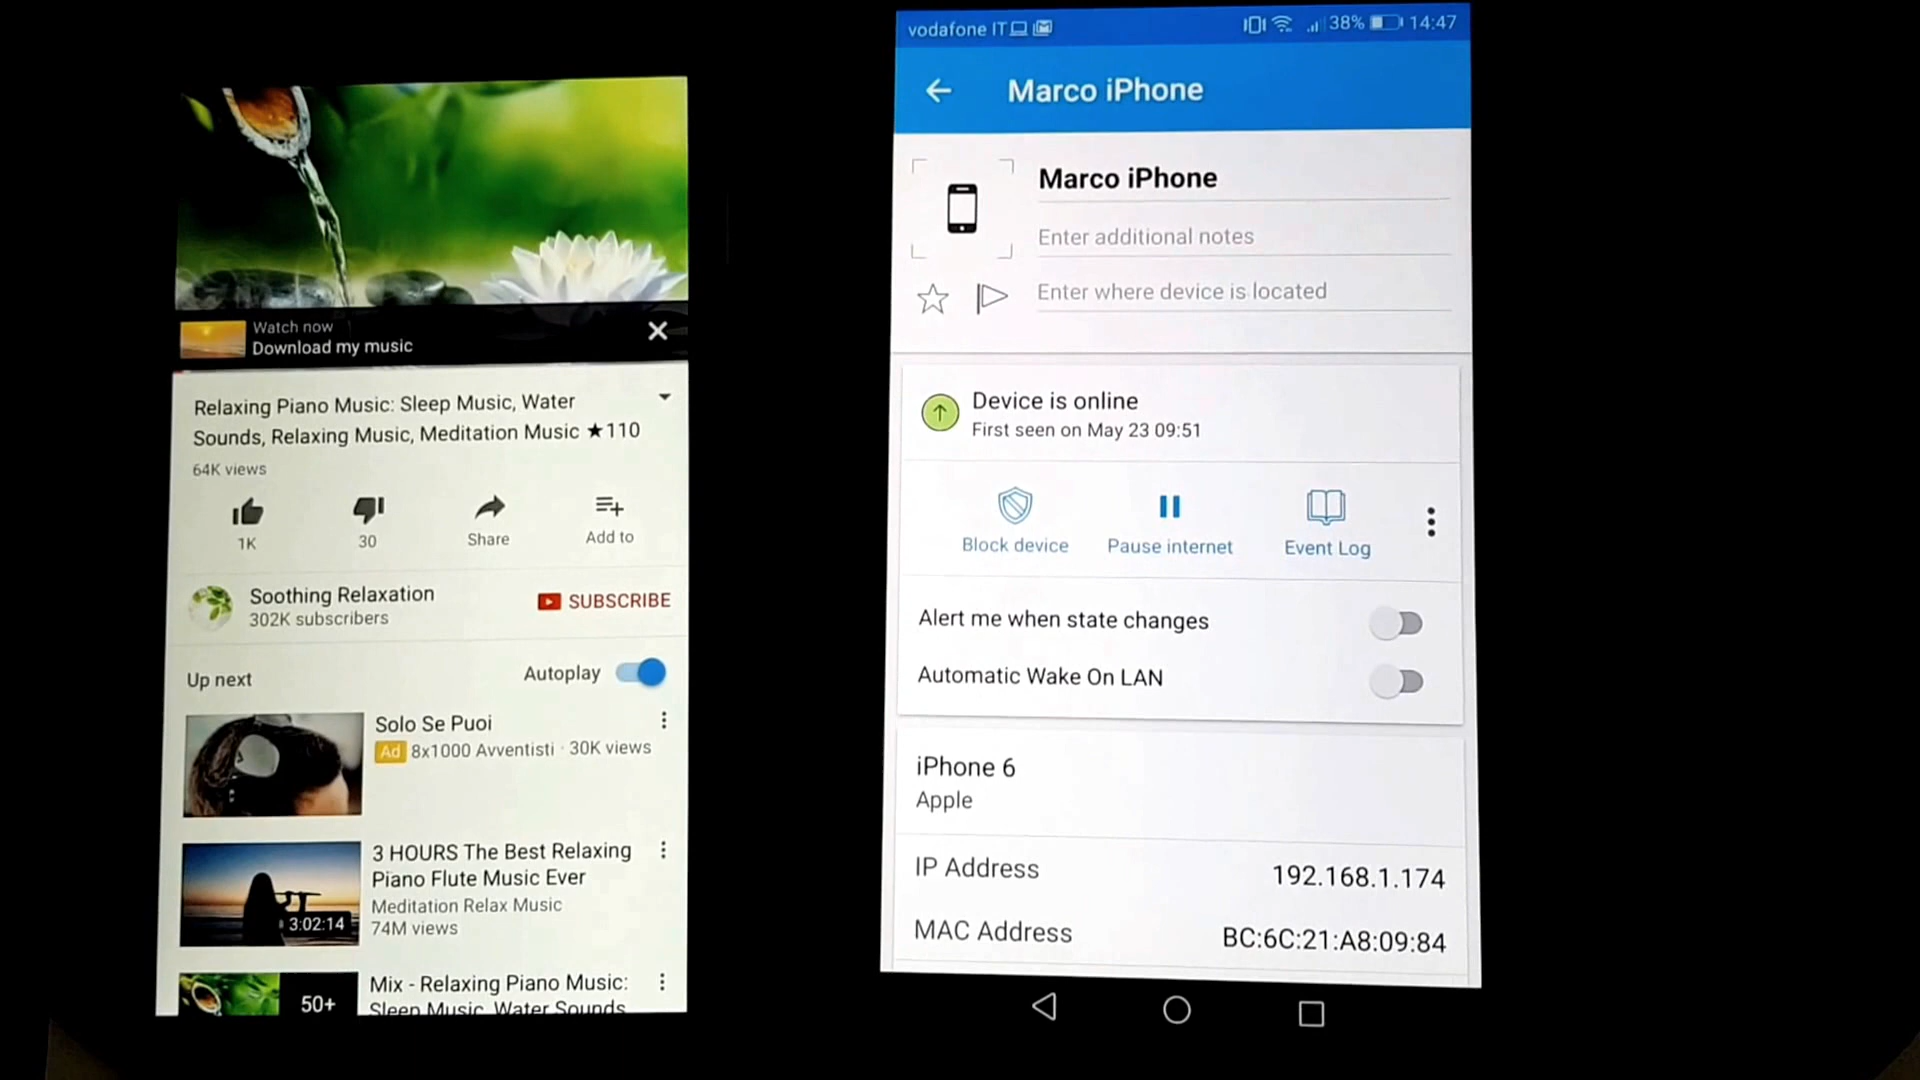 Watch now
Download my music
Relaxing Piano Music: Sleep Music, Water
Sounds, Relaxing Music, Meditation Music ★110
64K views
1K
30
Share
Add to
Soothing Relaxation
302K subscribers
SUBSCRIBE
Up next
Autoplay
Solo Se Puoi
Ad 8x1000 Avventisti · 30K views
3 HOURS The Best Relaxing
Piano Flute Music Ever
Meditation Relax Music
74M views
3:02:14
Mix - Relaxing Piano Music:
Sleep Music, Water Sounds,
50+
vodafone IT
38%
14:47
Marco iPhone
Marco iPhone
Enter additional notes
Enter where device is located
Device is online
First seen on May 23 09:51
Block device
Pause internet
Event Log
Alert me when state changes
Automatic Wake On LAN
iPhone 6
Apple
IP Address
192.168.1.174
MAC Address
BC:6C:21:A8:09:84